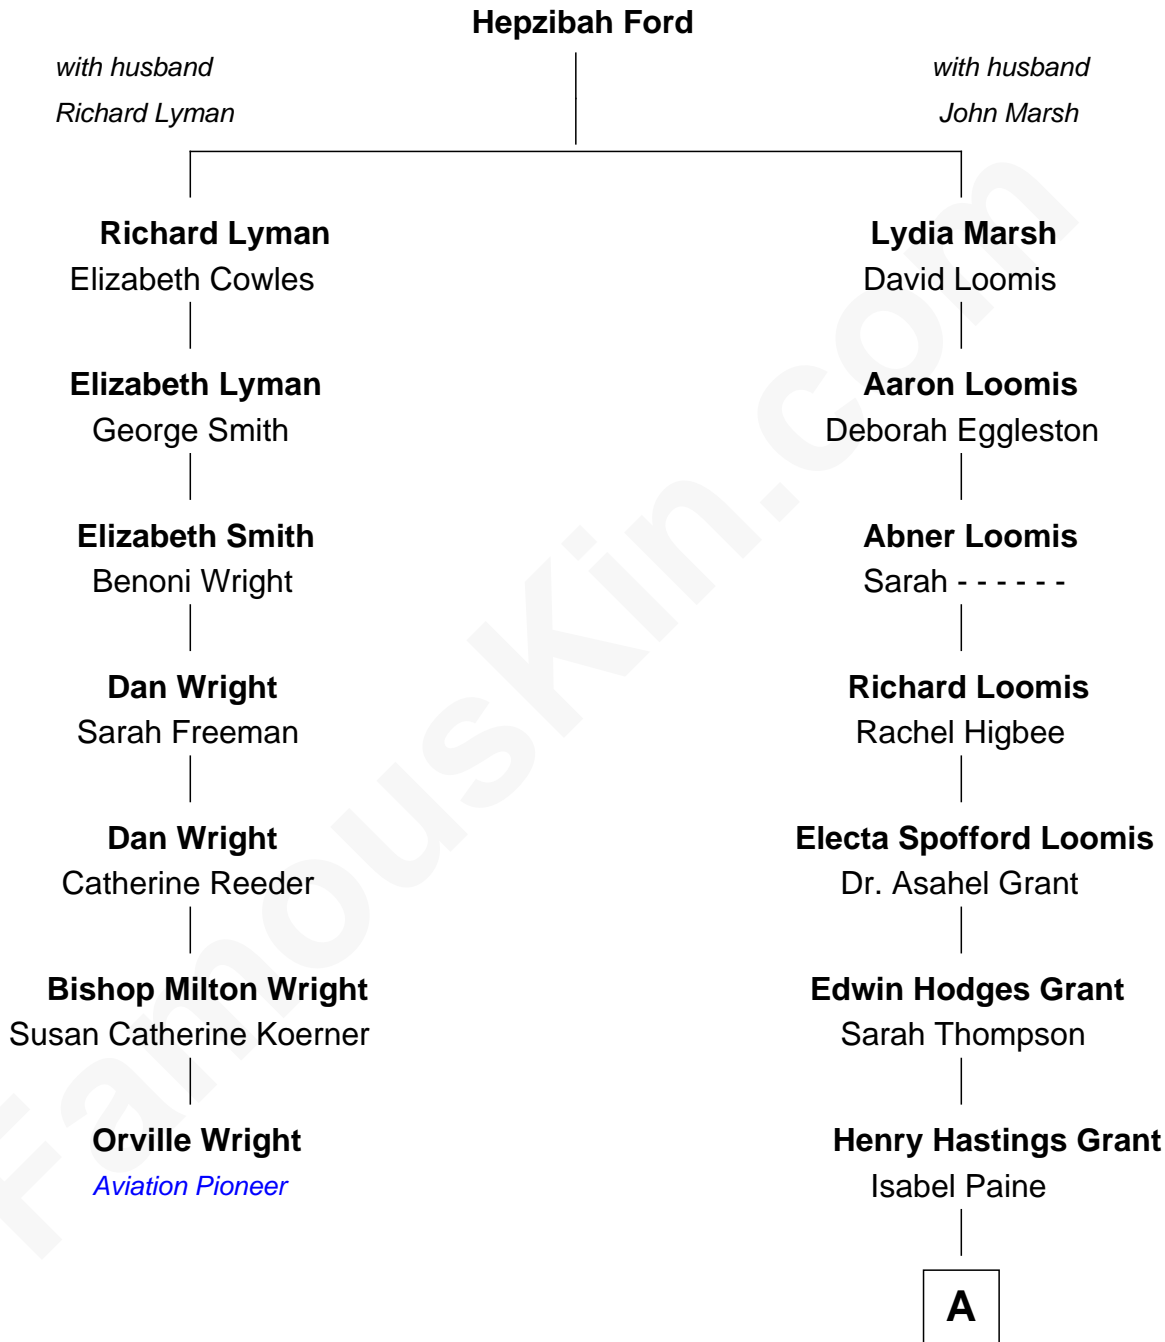 Hepzibah Ford
with husband
Richard Lyman
with husband
John Marsh
Richard Lyman
Elizabeth Cowles
Lydia Marsh
David Loomis
Elizabeth Lyman
George Smith
Aaron Loomis
Deborah Eggleston
Elizabeth Smith
Benoni Wright
Abner Loomis
Sarah - - - - - -
Dan Wright
Sarah Freeman
Richard Loomis
Rachel Higbee
Dan Wright
Catherine Reeder
Electa Spofford Loomis
Dr. Asahel Grant
Bishop Milton Wright
Susan Catherine Koerner
Edwin Hodges Grant
Sarah Thompson
Orville Wright
Aviation Pioneer
Henry Hastings Grant
Isabel Paine
A
FamousKin.com